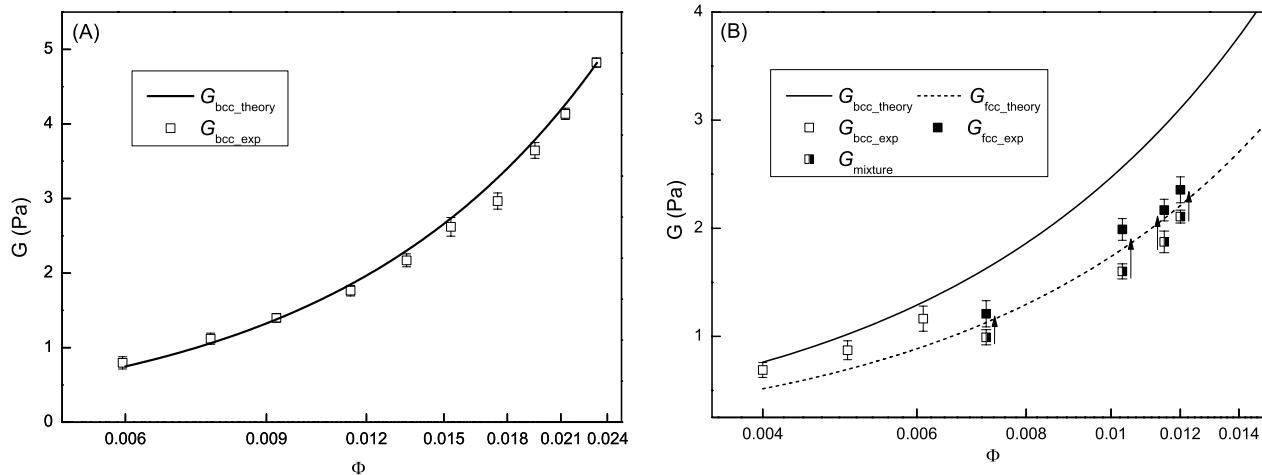 (A)
G_bcc_theory
G_bcc_exp
G (Pa)
5
4
3
2
1
0
0.006 0.009 0.012 0.015 0.018 0.021 0.024
Φ
(B)
G_bcc_theory G_fcc_theory
G_bcc_exp G_fcc_exp
G_mixture
G (Pa)
4
3
2
1
0.004 0.006 0.008 0.01 0.012 0.014
Φ